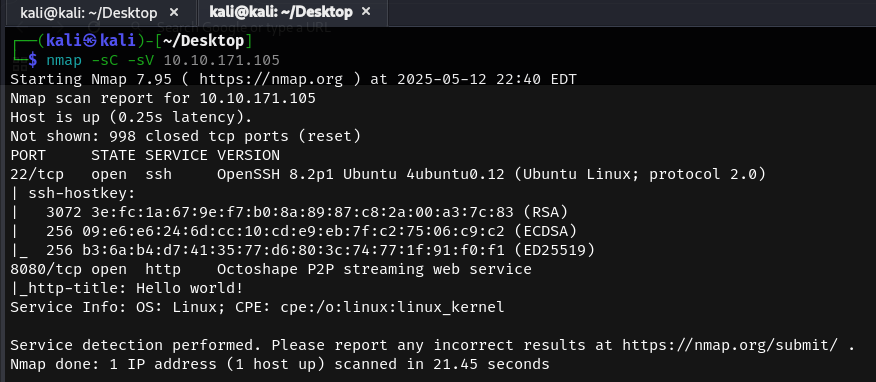 kali@kali: ~/Desktop × kali@kali: ~/Desktop ×
┌──(kali㉿kali)-[~/Desktop]
└─$ nmap -sC -sV 10.10.171.105
Starting Nmap 7.95 ( https://nmap.org ) at 2025-05-12 22:40 EDT
Nmap scan report for 10.10.171.105
Host is up (0.25s latency).
Not shown: 998 closed tcp ports (reset)
PORT     STATE SERVICE VERSION
22/tcp   open  ssh     OpenSSH 8.2p1 Ubuntu 4ubuntu0.12 (Ubuntu Linux; protocol 2.0)
| ssh-hostkey:
|   3072 3e:fc:1a:67:9e:f7:b0:8a:89:87:c8:2a:00:a3:7c:83 (RSA)
|   256 09:e6:e6:24:6d:cc:10:cd:e9:eb:7f:c2:75:06:c9:c2 (ECDSA)
|_  256 b3:6a:b4:d7:41:35:77:d6:80:3c:74:77:1f:91:f0:f1 (ED25519)
8080/tcp open  http    Octoshape P2P streaming web service
|_http-title: Hello world!
Service Info: OS: Linux; CPE: cpe:/o:linux:linux_kernel
Service detection performed. Please report any incorrect results at https://nmap.org/submit/ .
Nmap done: 1 IP address (1 host up) scanned in 21.45 seconds